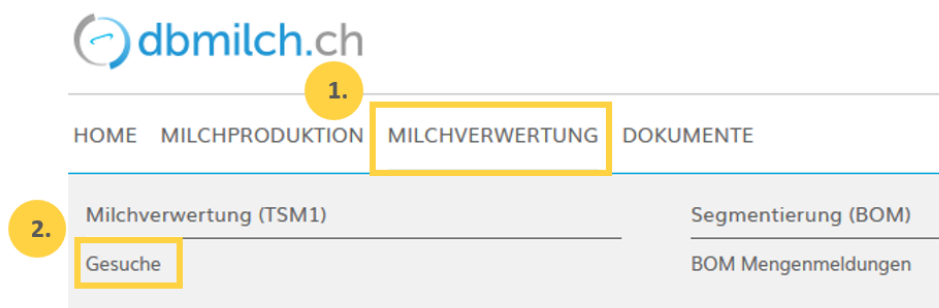 dbmilch.ch
1.
HOME MILCHPRODUKTION MILCHVERWERTUNG DOKUMENTE
Milchverwertung (TSM1) Segmentierung (BOM)
2.
Gesuche BOM Mengenmeldungen